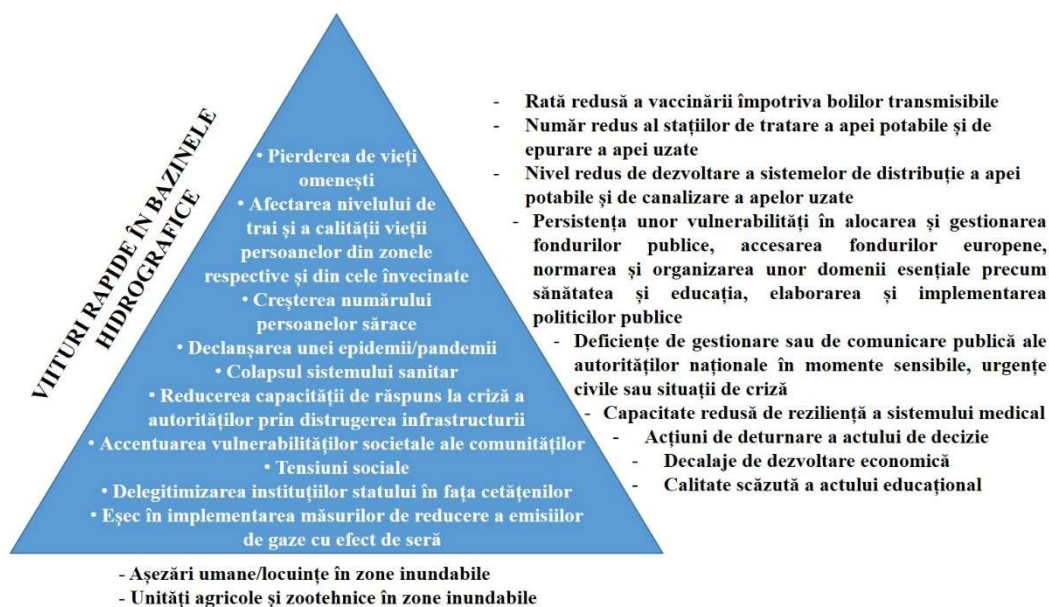 VIITURI RAPIDE ÎN BAZINELE
HIDROGRAFICE
• Pierderea de vieți
omenești
• Afectarea nivelului de
trai și a calității vieții
persoanelor din zonele
respective și din cele învecinate
• Creșterea numărului
persoanelor sărace
• Declanșarea unei epidemii/pandemii
• Colapsul sistemului sanitar
• Reducerea capacității de răspuns la criză a
autorităților prin distrugerea infrastructurii
• Accentuarea vulnerabilităților societale ale comunităților
• Tensiuni sociale
• Delegitimizarea instituțiilor statului în fața cetățenilor
• Eșec în implementarea măsurilor de reducere a emisiilor
de gaze cu efect de seră
- Rată redusă a vaccinării împotriva bolilor transmisibile
- Număr redus al stațiilor de tratare a apei potabile și de
epurare a apei uzate
- Nivel redus de dezvoltare a sistemelor de distribuție a apei
potabile și de canalizare a apelor uzate
- Persistența unor vulnerabilități în alocarea și gestionarea
fondurilor publice, accesarea fondurilor europene,
normarea și organizarea unor domenii esențiale precum
sănătatea și educația, elaborarea și implementarea
politicilor publice
- Deficiențe de gestionare sau de comunicare publică ale
autorităților naționale în momente sensibile, urgențe
civile sau situații de criză
- Capacitate redusă de reziliență a sistemului medical
- Acțiuni de deturnare a actului de decizie
- Decalaje de dezvoltare economică
- Calitate scăzută a actului educațional
- Așezări umane/locuințe în zone inundabile
- Unități agricole și zootehnice în zone inundabile